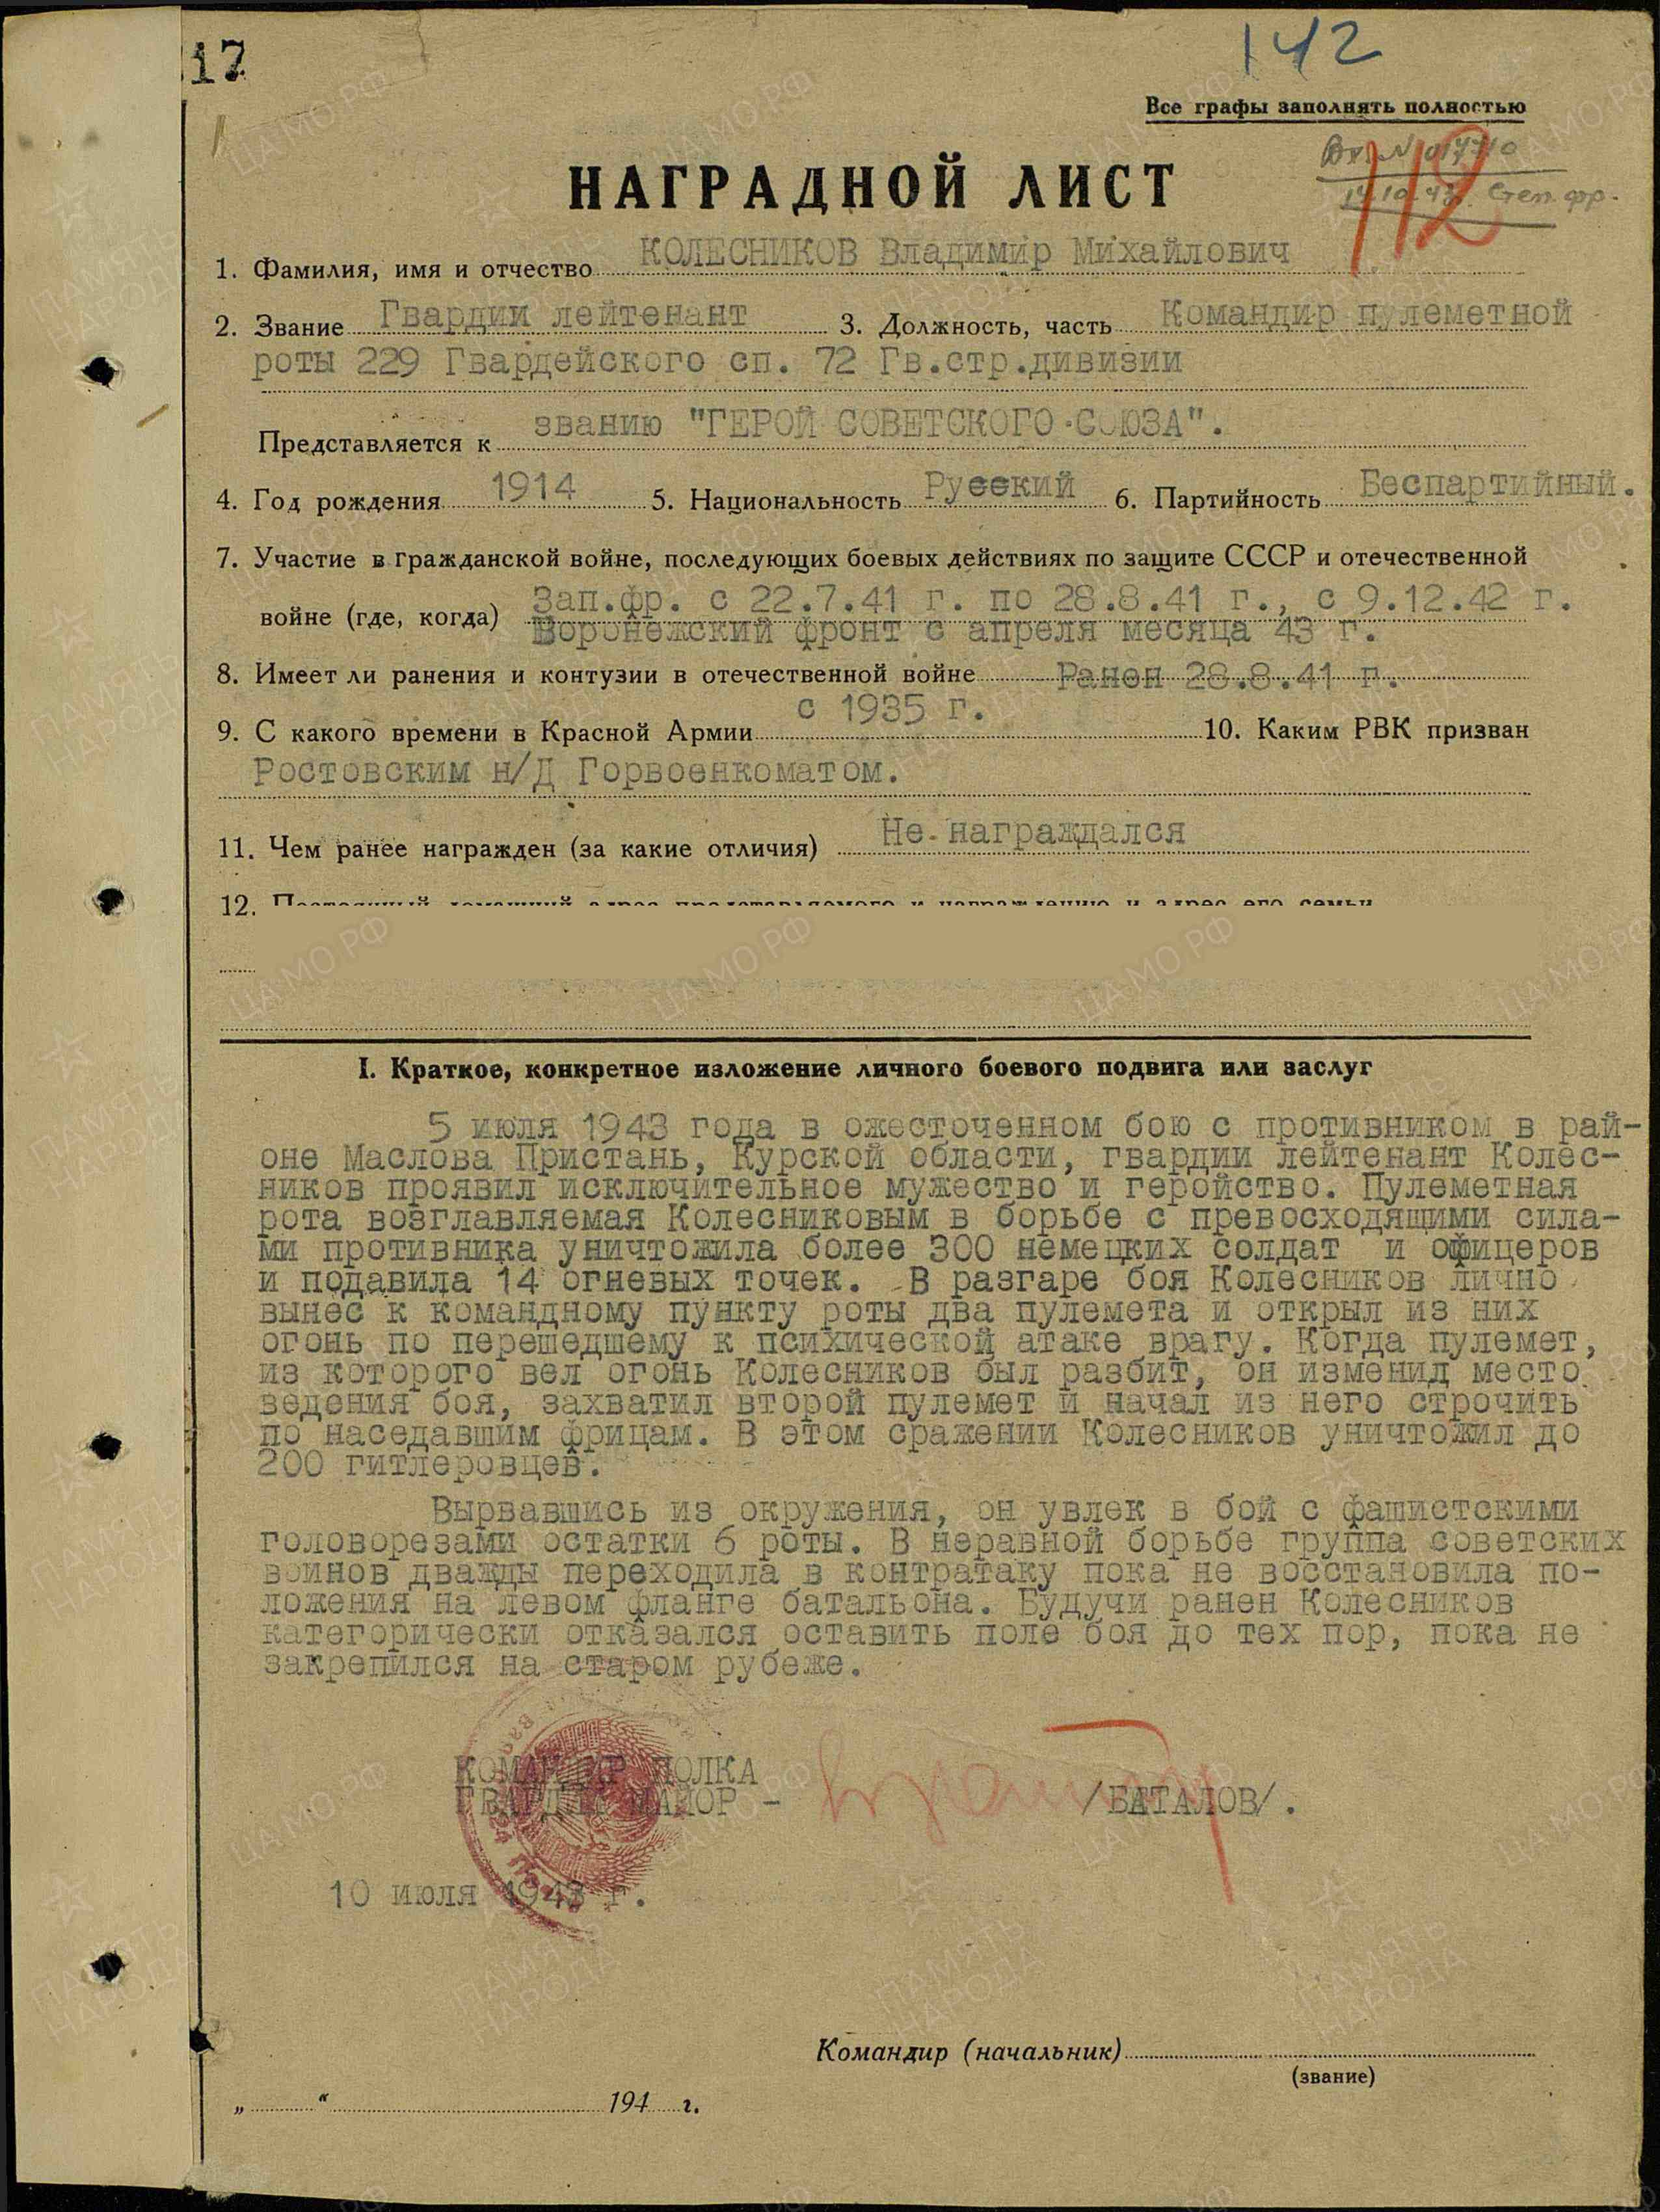 17
142
Все графы заполнять полностью
112
НАГРАДНОЙ ЛИСТ
1. Фамилия, имя и отчество КОЛЕСНИКОВ Владимир Михайлович
2. Звание Гвардии лейтенант 3. Должность, часть Командир пулеметной
роты 229 Гвардейского сп. 72 Гв.стр.дивизии
Представляется к званию "ГЕРОЙ СОВЕТСКОГО СОЮЗА".
4. Год рождения 1914 5. Национальность Русский 6. Партийность Беспартийный.
7. Участие в гражданской войне, последующих боевых действиях по защите СССР и отечественной
войне (где, когда) Зап.фр. с 22.7.41 г. по 28.8.41 г., с 9.12.42 г.
Воронежский фронт с апреля месяца 43 г.
8. Имеет ли ранения и контузии в отечественной войне Ранен 28.8.41 г.
9. С какого времени в Красной Армии с 1935 г. 10. Каким РВК призван
Ростовским н/Д Горвоенкоматом.
11. Чем ранее награжден (за какие отличия) Не награждался
12. Постоянный домашний адрес представляемого к награждению и адрес его семьи
I. Краткое, конкретное изложение личного боевого подвига или заслуг
5 июля 1943 года в ожесточенном бою с противником в рай-
оне Маслова Пристань, Курской области, гвардии лейтенант Колес-
ников проявил исключительное мужество и геройство. Пулеметная
рота возглавляемая Колесниковым в борьбе с превосходящими сила-
ми противника уничтожила более 300 немецких солдат и офицеров
и подавила 14 огневых точек. В разгаре боя Колесников лично
вынес к командному пункту роты два пулемета и открыл из них
огонь по перешедшему к психической атаке врагу. Когда пулемет,
из которого вел огонь Колесников был разбит, он изменид место
ведения боя, захватил второй пулемет и начал из него строчить
по наседавшим фрицам. В этом сражении Колесников уничтожил до
200 гитлеровцев.
Вырвавшись из окружения, он увлек в бой с фашистскими
головорезами остатки 6 роты. В неравной борьбе группа советских
воинов дважды переходила в контратаку пока не восстановила по-
ложения на левом фланге батальона. Будучи ранен Колесников
категорически отказался оставить поле боя до тех пор, пока не
закрепился на старом рубеже.
КОМАНДИР ПОЛКА
ГВАРДИИ МАЙОР - /БАТАЛОВ/.
10 июля 1943 г.
Командир (начальник)
(звание)
„ “ 194 г.